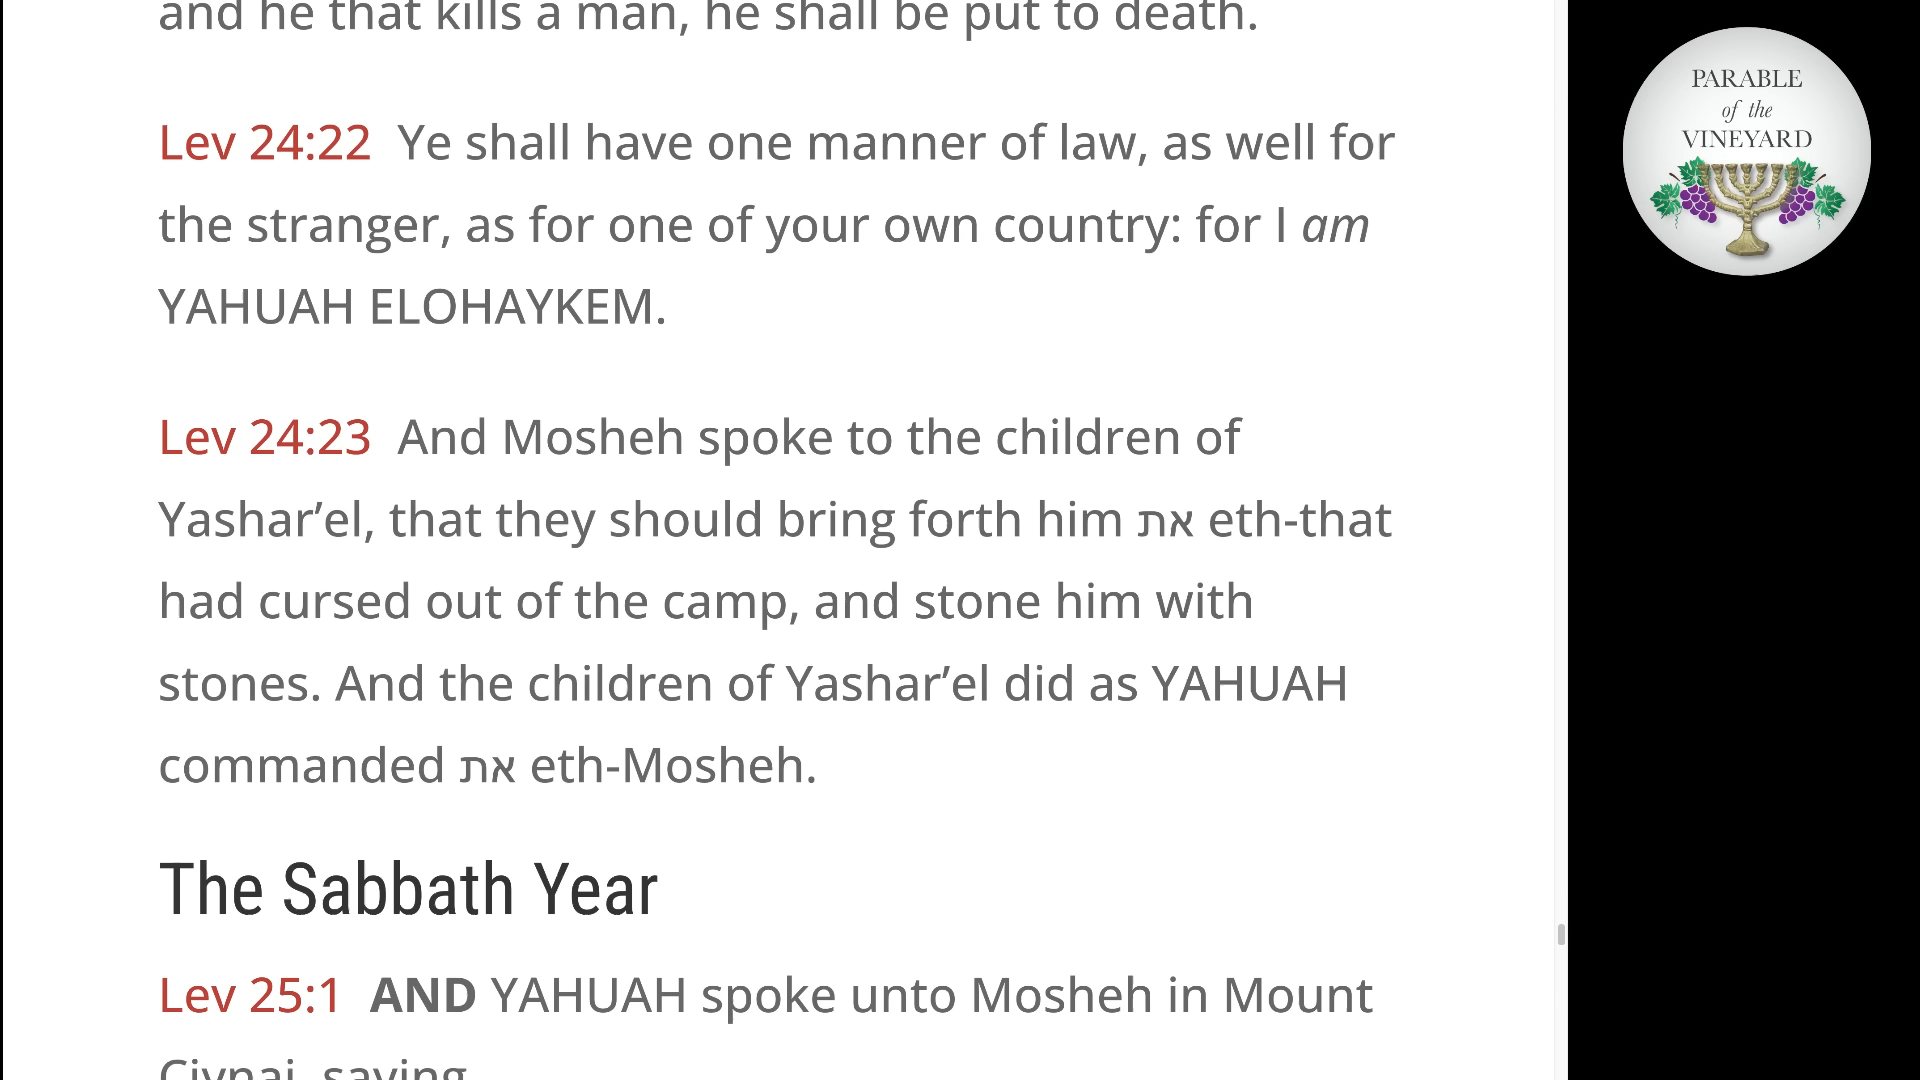 and he that kills a man, he shall be put to death.
Lev 24:22 Ye shall have one manner of law, as well for
the stranger, as for one of your own country: for I am
YAHUAH ELOHAYKEM.
Lev 24:23 And Mosheh spoke to the children of
Yashar’el, that they should bring forth him את eth-that
had cursed out of the camp, and stone him with
stones. And the children of Yashar’el did as YAHUAH
commanded את eth-Mosheh.
The Sabbath Year
Lev 25:1 AND YAHUAH spoke unto Mosheh in Mount
Ciynai, saying
PARABLE
of the
VINEYARD